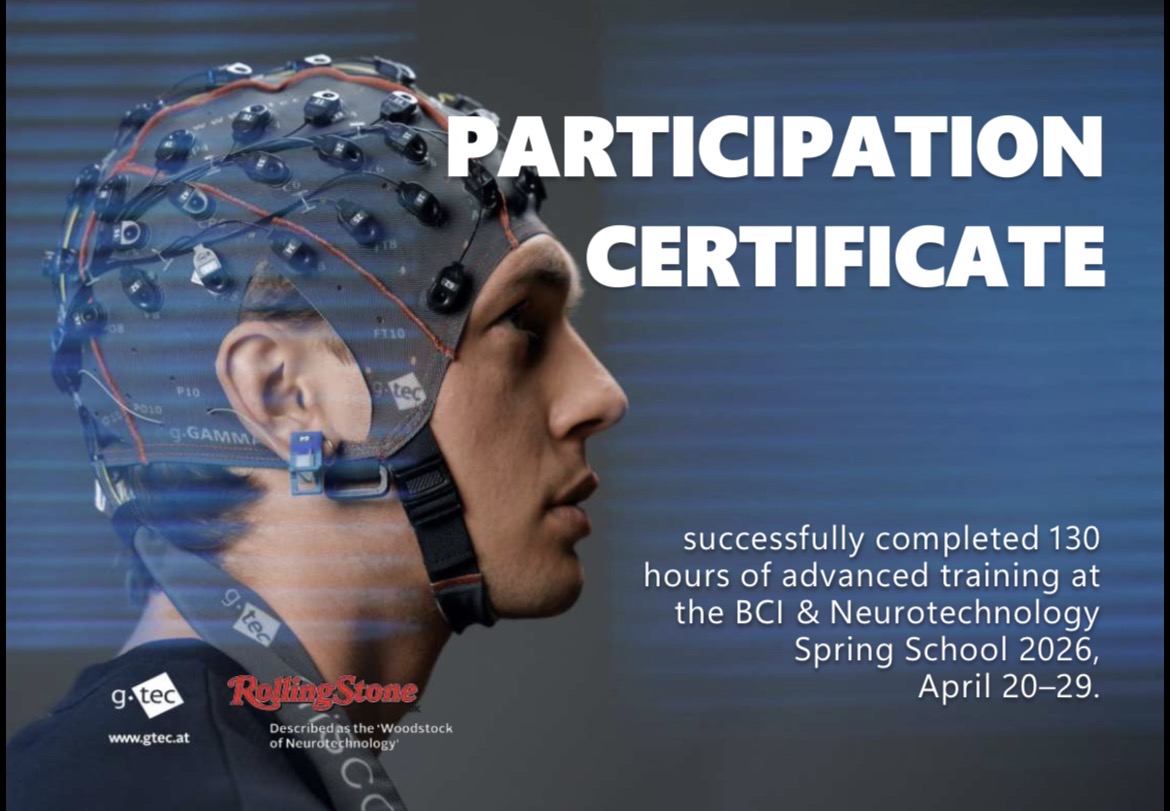 PARTICIPATION
CERTIFICATE
FT10
g.tec
P10
PO10
g.GAMMA
successfully completed 130
hours of advanced training at
the BCI & Neurotechnology
Spring School 2026,
April 20–29.
g.tec
g.tec
www.gtec.at
RollingStone
Described as the 'Woodstock
of Neurotechnology'